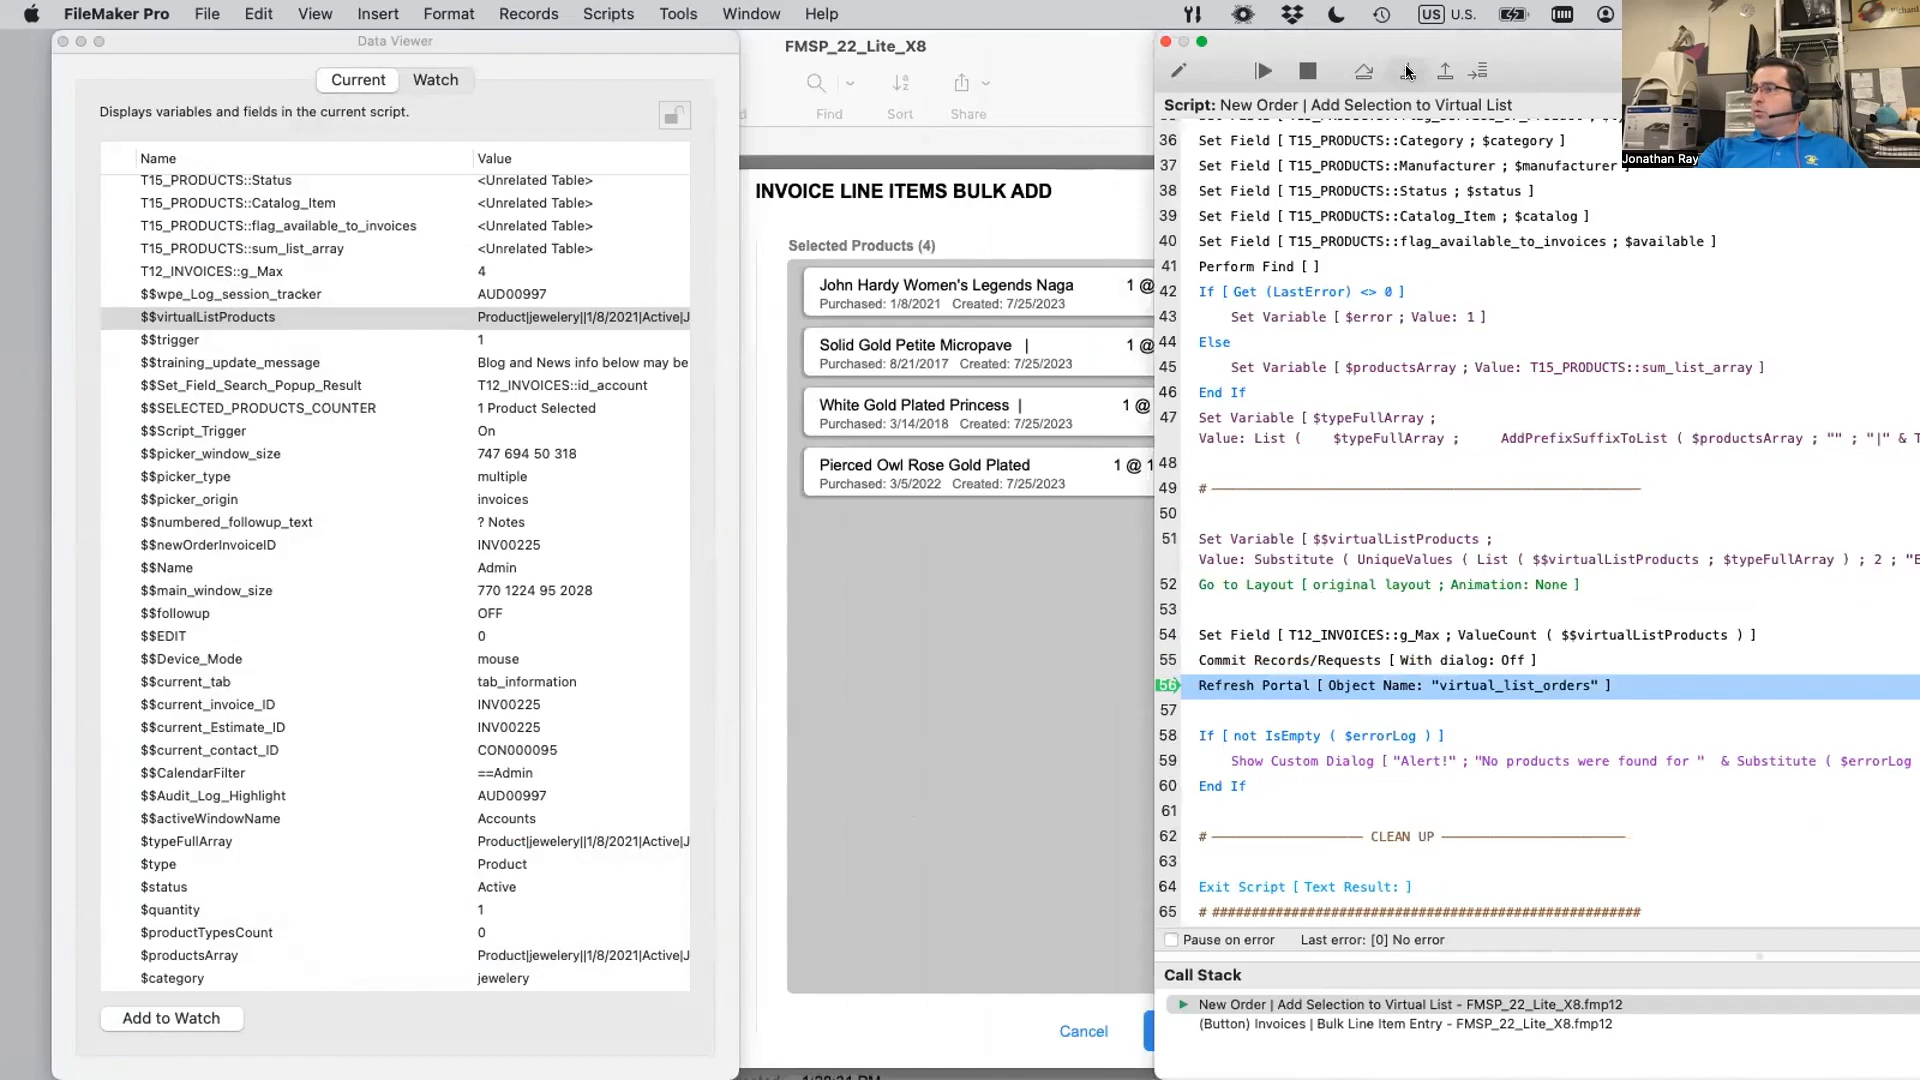 FileMaker Pro File Edit View Insert Format Records Scripts Tools Window Help
US U.S.
Data Viewer
Current Watch
Displays variables and fields in the current script.
Name Value
T15_PRODUCTS::Status <Unrelated Table>
T15_PRODUCTS::Catalog_Item <Unrelated Table>
T15_PRODUCTS::flag_available_to_invoices <Unrelated Table>
T15_PRODUCTS::sum_list_array <Unrelated Table>
T12_INVOICES::g_Max 4
$$wpe_Log_session_tracker AUD00997
$$virtualListProducts Product|jewelery||1/8/2021|Active|J
$$trigger 1
$$training_update_message Blog and News info below may be
$$Set_Field_Search_Popup_Result T12_INVOICES::id_account
$$SELECTED_PRODUCTS_COUNTER 1 Product Selected
$$Script_Trigger On
$$picker_window_size 747 694 50 318
$$picker_type multiple
$$picker_origin invoices
$$numbered_followup_text ? Notes
$$newOrderInvoiceID INV00225
$$Name Admin
$$main_window_size 770 1224 95 2028
$$followup OFF
$$EDIT 0
$$Device_Mode mouse
$$current_tab tab_information
$$current_invoice_ID INV00225
$$current_Estimate_ID INV00225
$$current_contact_ID CON000095
$$CalendarFilter ==Admin
$$Audit_Log_Highlight AUD00997
$$activeWindowName Accounts
$typeFullArray Product|jewelery||1/8/2021|Active|J
$type Product
$status Active
$quantity 1
$productTypesCount 0
$productsArray Product|jewelery||1/8/2021|Active|J
$category jewelery
Add to Watch
FMSP_22_Lite_X8
Find Sort Share
INVOICE LINE ITEMS BULK ADD
Selected Products (4)
John Hardy Women's Legends Naga 1 @
Purchased: 1/8/2021 Created: 7/25/2023
Solid Gold Petite Micropave | 1 @
Purchased: 8/21/2017 Created: 7/25/2023
White Gold Plated Princess | 1 @
Purchased: 3/14/2018 Created: 7/25/2023
Pierced Owl Rose Gold Plated 1 @ 1
Purchased: 3/5/2022 Created: 7/25/2023
Cancel
Script: New Order | Add Selection to Virtual List
36 Set Field [ T15_PRODUCTS::Category ; $category ]
37 Set Field [ T15_PRODUCTS::Manufacturer ; $manufacturer ]
38 Set Field [ T15_PRODUCTS::Status ; $status ]
39 Set Field [ T15_PRODUCTS::Catalog_Item ; $catalog ]
40 Set Field [ T15_PRODUCTS::flag_available_to_invoices ; $available ]
41 Perform Find [ ]
42 If [ Get (LastError) <> 0 ]
43 Set Variable [ $error ; Value: 1 ]
44 Else
45 Set Variable [ $productsArray ; Value: T15_PRODUCTS::sum_list_array ]
46 End If
47 Set Variable [ $typeFullArray ;
Value: List ( $typeFullArray ; AddPrefixSuffixToList ( $productsArray ; "" ; "|" & T
48
49 #
50
51 Set Variable [ $$virtualListProducts ;
Value: Substitute ( UniqueValues ( List ( $$virtualListProducts ; $typeFullArray ) ; 2 ; "E
52 Go to Layout [ original layout ; Animation: None ]
53
54 Set Field [ T12_INVOICES::g_Max ; ValueCount ( $$virtualListProducts ) ]
55 Commit Records/Requests [ With dialog: Off ]
56 Refresh Portal [ Object Name: "virtual_list_orders" ]
57
58 If [ not IsEmpty ( $errorLog ) ]
59 Show Custom Dialog [ "Alert!" ; "No products were found for " & Substitute ( $errorLog
60 End If
61
62 # CLEAN UP
63
64 Exit Script [ Text Result: ]
65 # ######################################################
Pause on error Last error: [0] No error
Call Stack
New Order | Add Selection to Virtual List - FMSP_22_Lite_X8.fmp12
(Button) Invoices | Bulk Line Item Entry - FMSP_22_Lite_X8.fmp12
Jonathan Ray